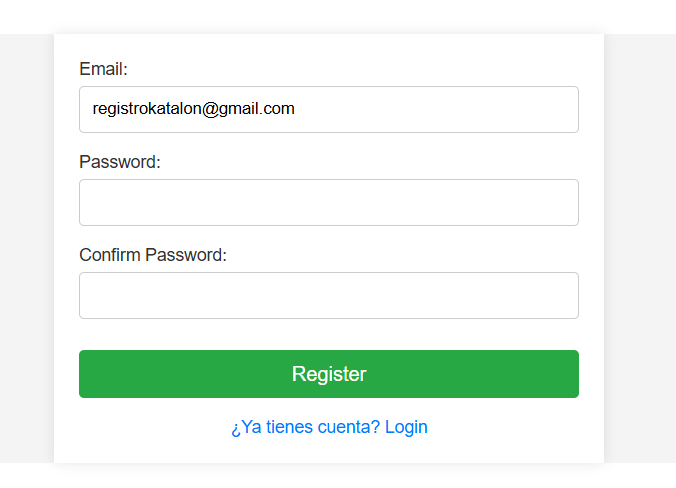 Email:
registrokatalon@gmail.com
Password:
Confirm Password:
Register
¿Ya tienes cuenta? Login